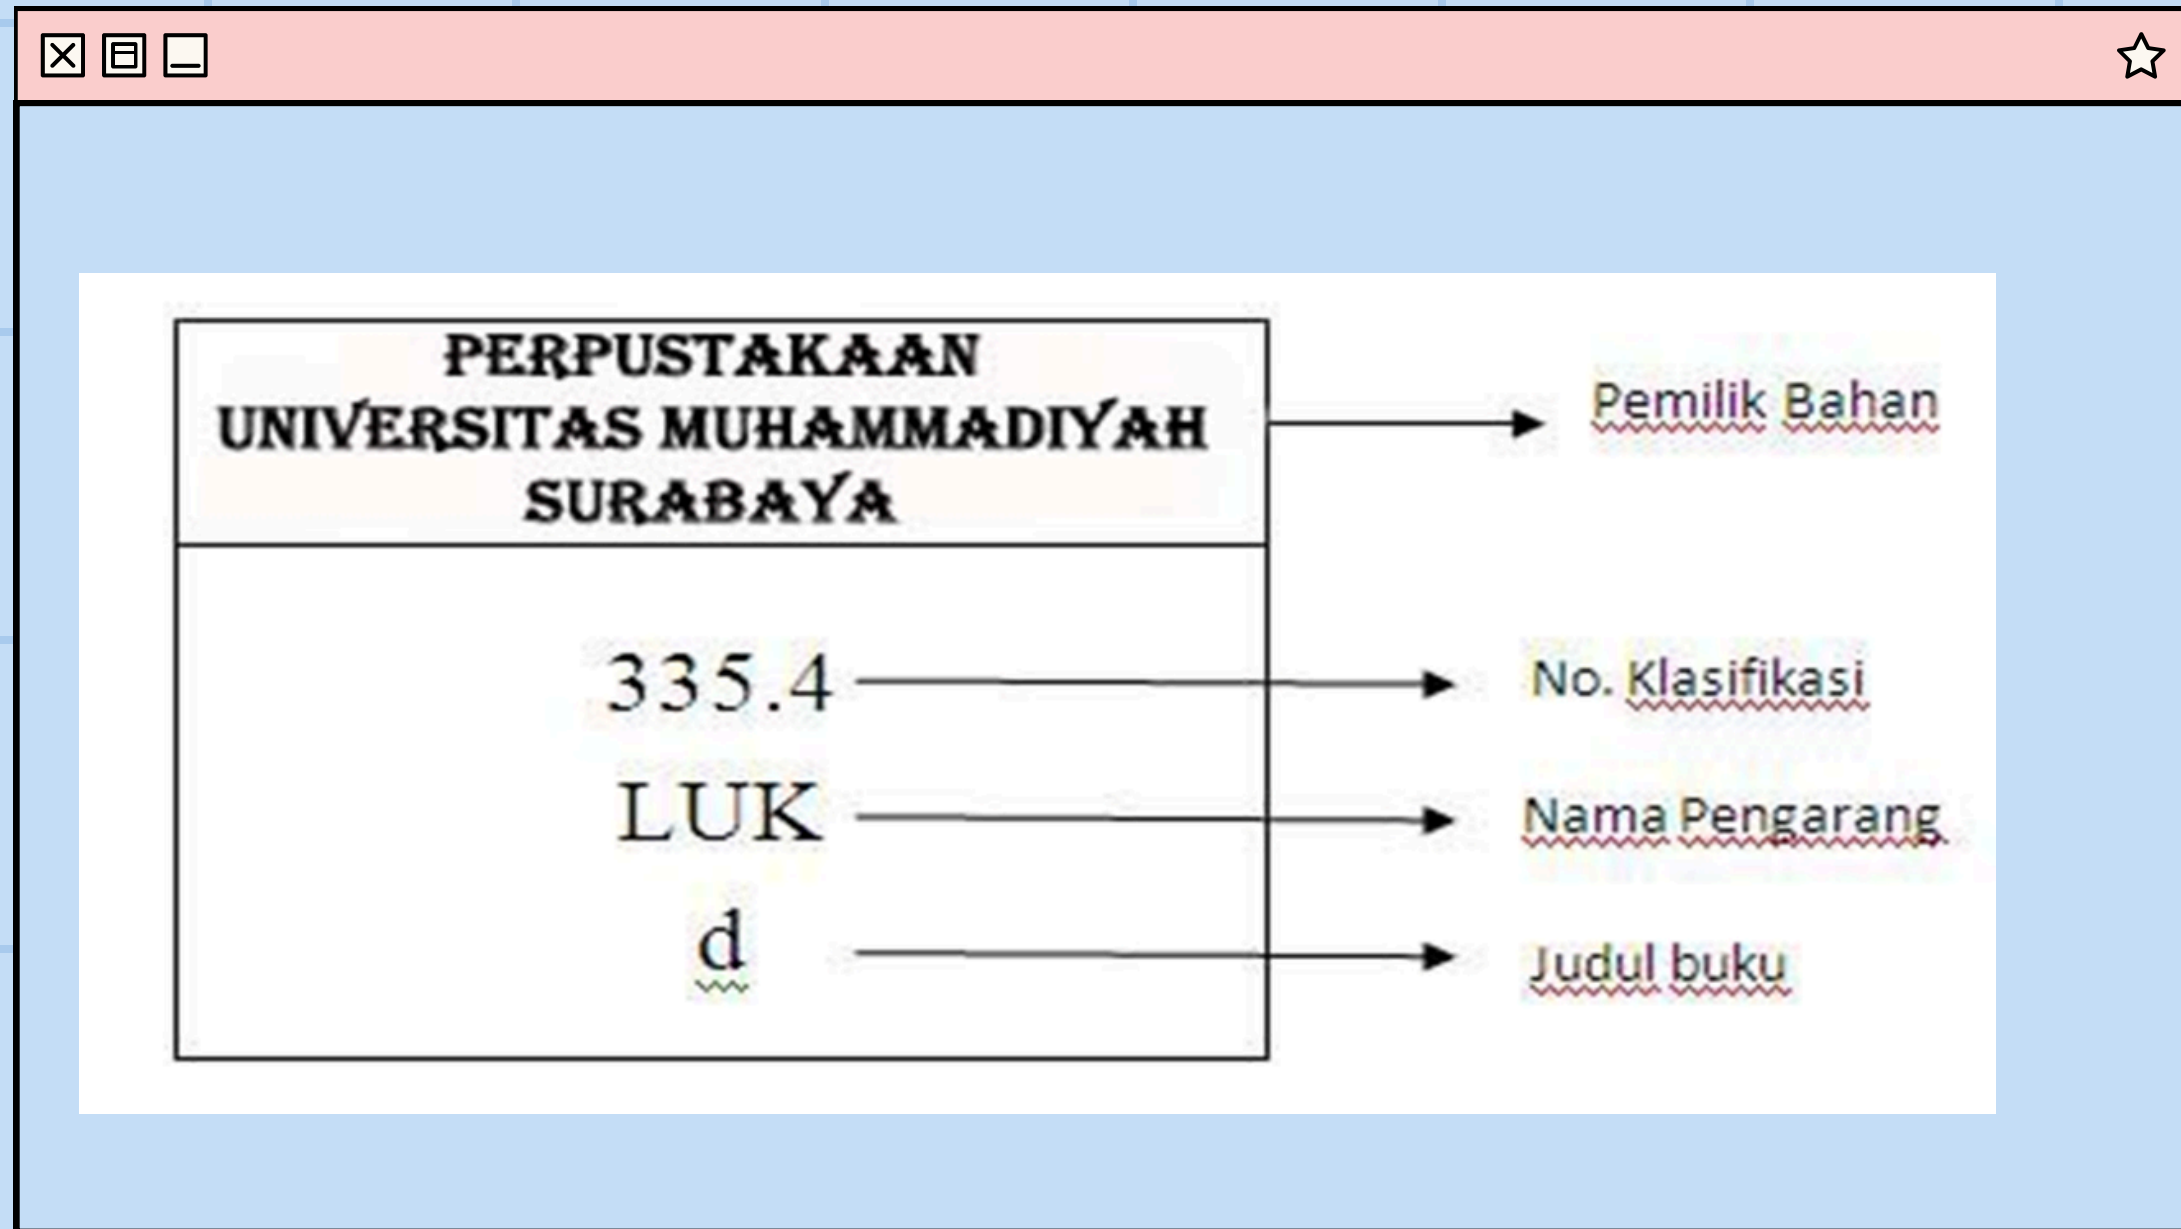 PERPUSTAKAAN
UNIVERSITAS MUHAMMADIYAH
SURABAYA
Pemilik Bahan
335.4
No. Klasifikasi
LUK
Nama Pengarang
d
Judul buku